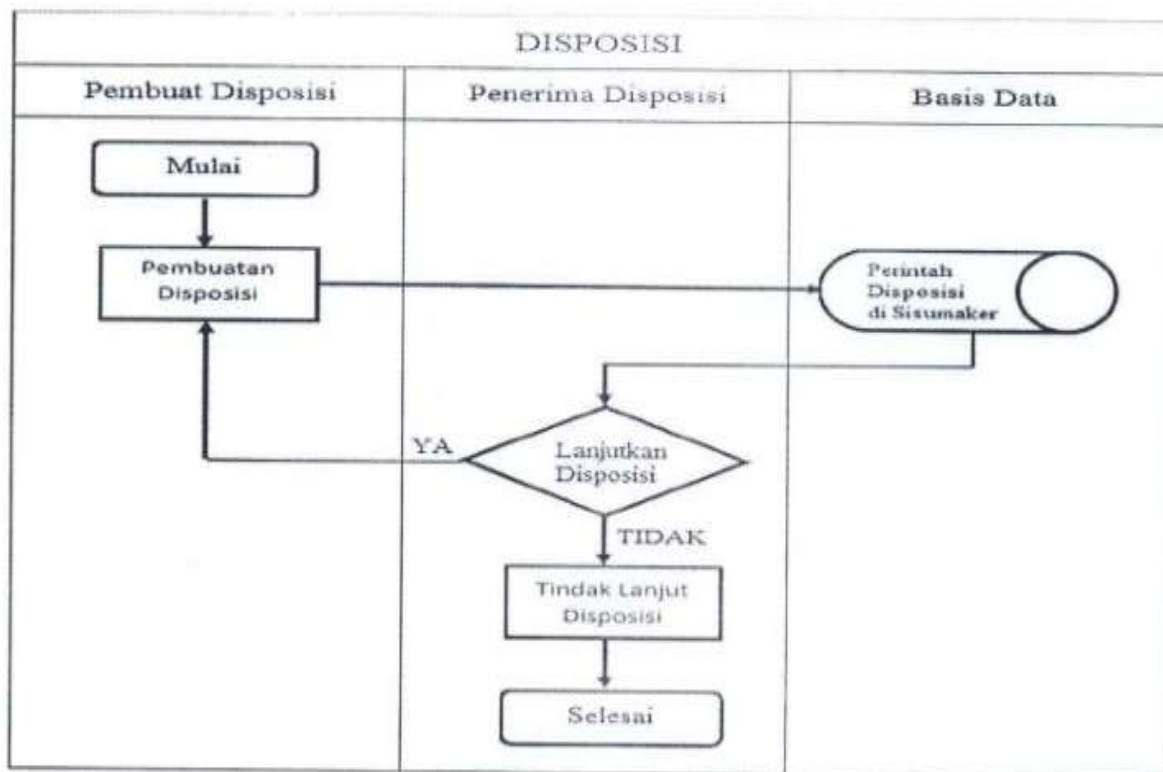 DISPOSISI
Pembuat Disposisi
Penerima Disposisi
Basis Data
Mulai
Pembuatan
Disposisi
Perintah
Disposisi
di Sisumaker
Lanjutkan
Disposisi
YA
TIDAK
Tindak Lanjut
Disposisi
Selesai